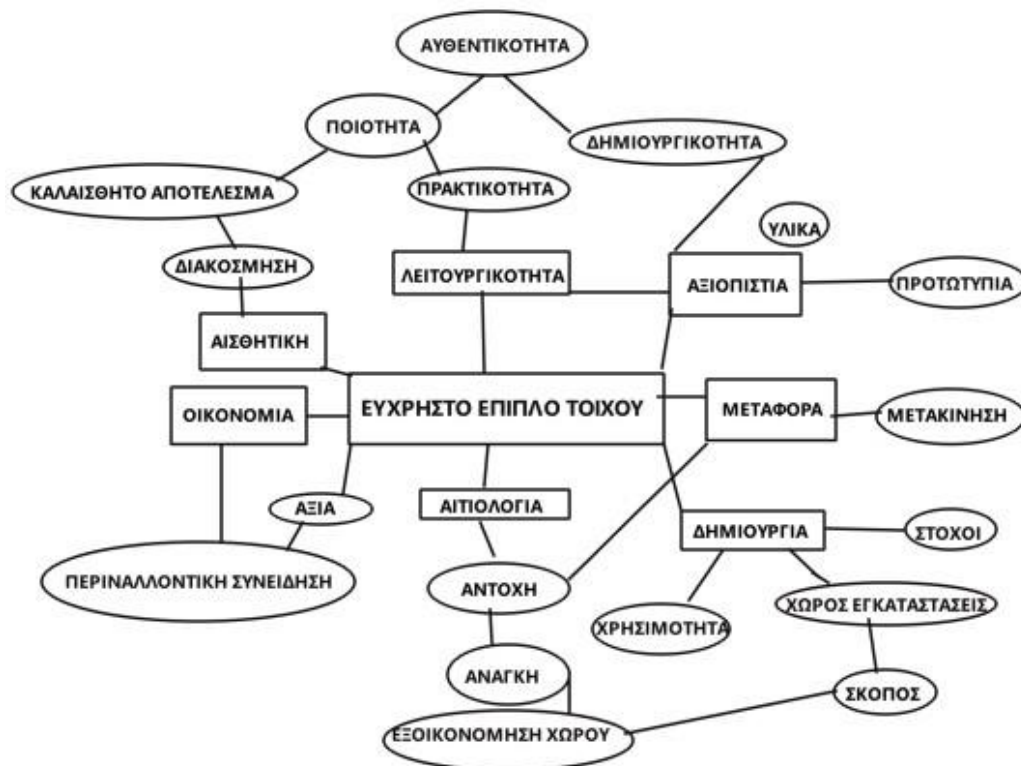 ΑΥΘΕΝΤΙΚΟΤΗΤΑ
ΠΟΙΟΤΗΤΑ
ΔΗΜΙΟΥΡΓΙΚΟΤΗΤΑ
ΚΑΛΑΙΣΘΗΤΟ ΑΠΟΤΕΛΕΣΜΑ
ΠΡΑΚΤΙΚΟΤΗΤΑ
ΥΛΙΚΑ
ΔΙΑΚΟΣΜΗΣΗ
ΛΕΙΤΟΥΡΓΙΚΟΤΗΤΑ
ΑΞΙΟΠΙΣΤΙΑ
ΠΡΟΤΩΤΥΠΙΑ
ΑΙΣΘΗΤΙΚΗ
ΟΙΚΟΝΟΜΙΑ
ΕΥΧΡΗΣΤΟ ΕΠΙΠΛΟ ΤΟΙΧΟΥ
ΜΕΤΑΦΟΡΑ
ΜΕΤΑΚΙΝΗΣΗ
ΑΞΙΑ
ΑΙΤΙΟΛΟΓΙΑ
ΔΗΜΙΟΥΡΓΙΑ
ΣΤΟΧΟΙ
ΠΕΡΙΝΑΛΛΟΝΤΙΚΗ ΣΥΝΕΙΔΗΣΗ
ΑΝΤΟΧΗ
ΧΡΗΣΙΜΟΤΗΤΑ
ΧΩΡΟΣ ΕΓΚΑΤΑΣΤΑΣΕΙΣ
ΑΝΑΓΚΗ
ΣΚΟΠΟΣ
ΕΞΟΙΚΟΝΟΜΗΣΗ ΧΩΡΟΥ